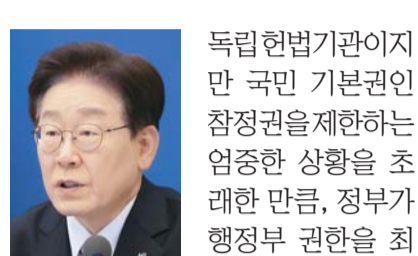 독립헌법기관이지
만 국민 기본권인
참정권을제한하는
엄중한 상황을 초
래한 만큼, 정부가
행정부 권한을 최